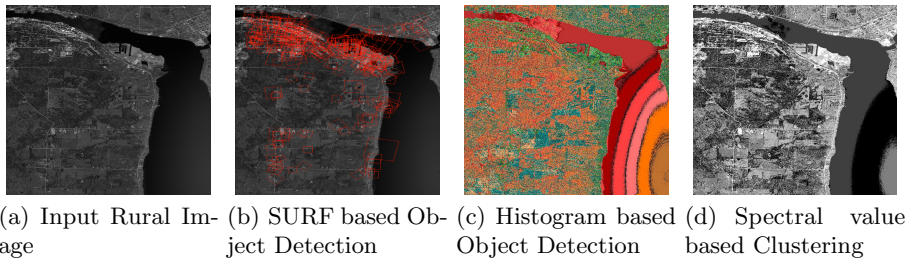 (a) Input Rural Im-
age
(b) SURF based Ob-
ject Detection
(c) Histogram based
Object Detection
(d) Spectral value
based Clustering